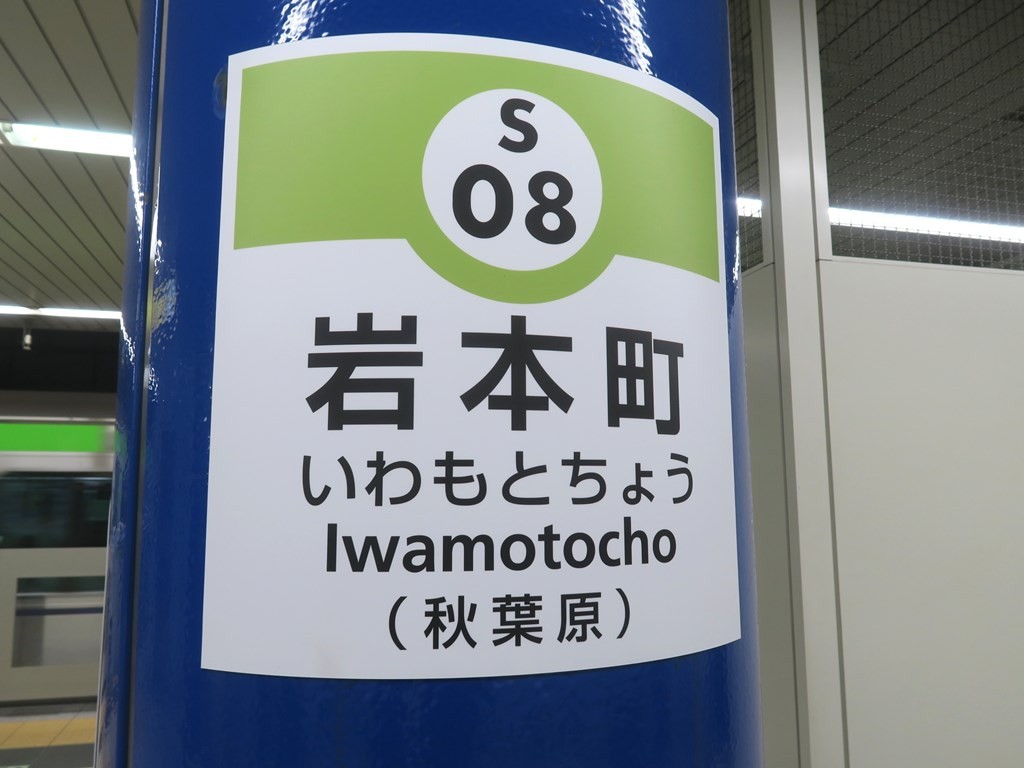 S
08
岩本町
いわもとちょう
Iwamotocho
（秋葉原）